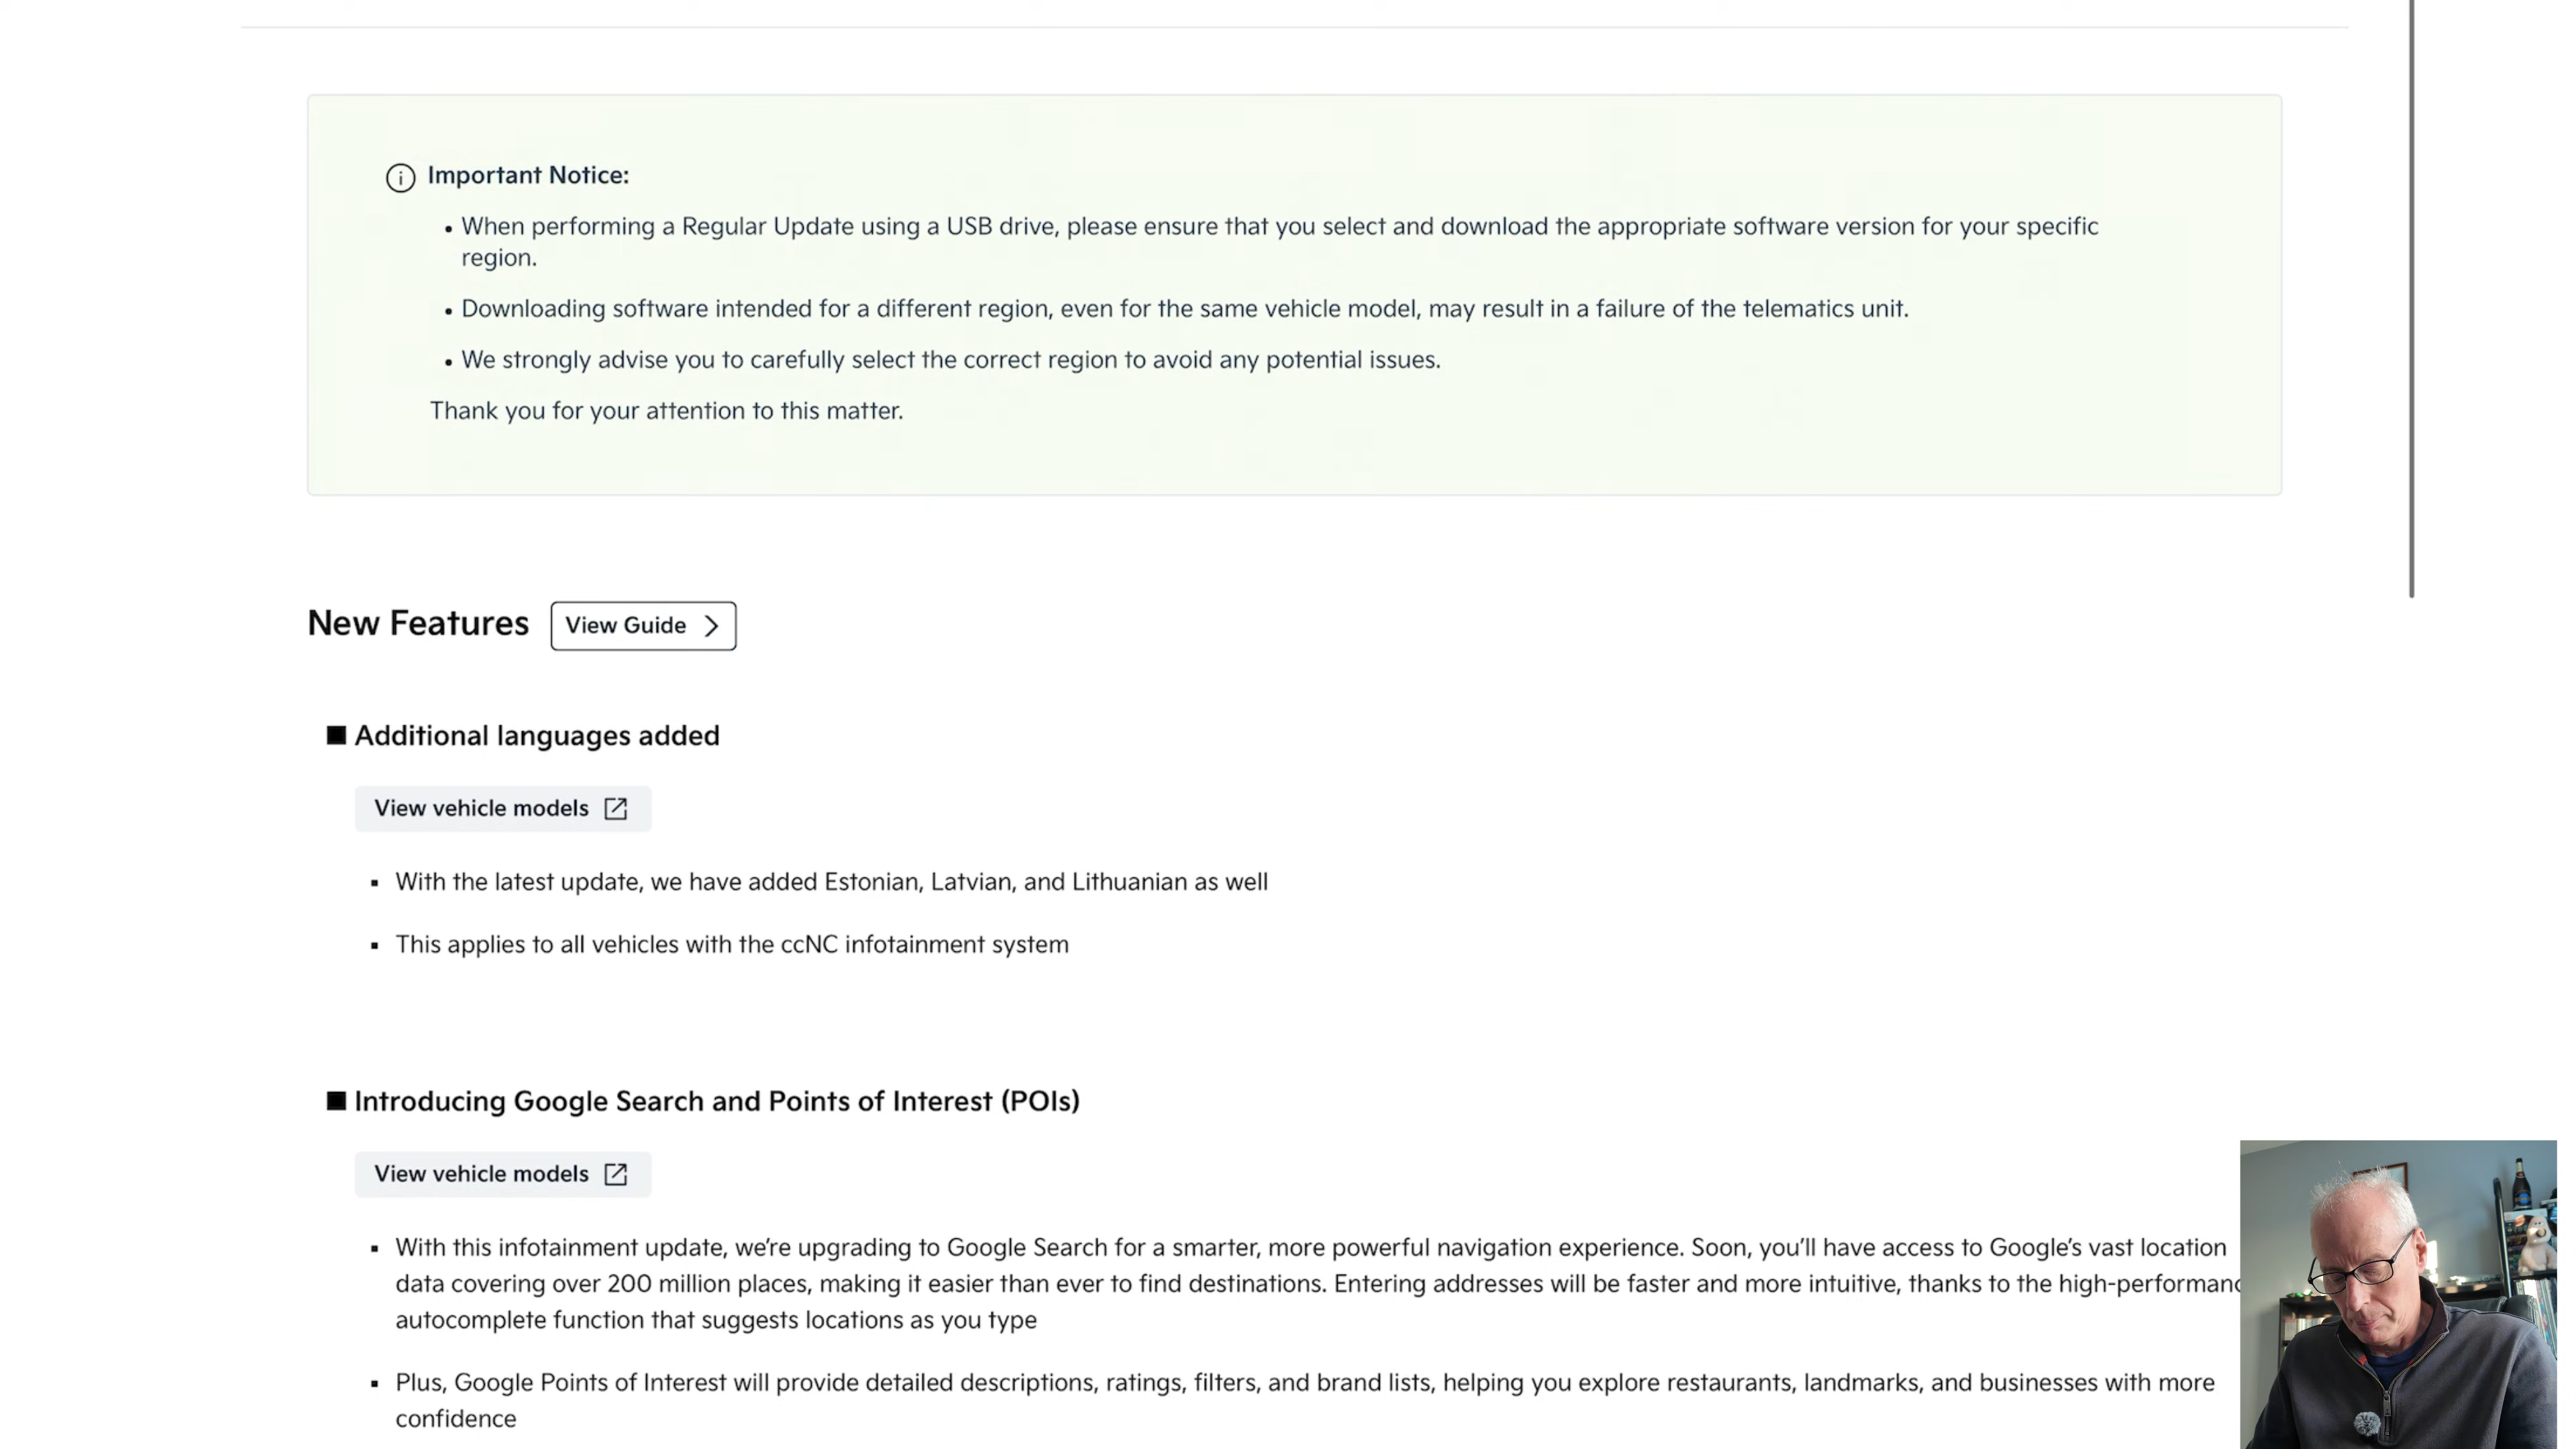 Important Notice:
• When performing a Regular Update using a USB drive, please ensure that you select and download the appropriate software version for your specific
region.
• Downloading software intended for a different region, even for the same vehicle model, may result in a failure of the telematics unit.
• We strongly advise you to carefully select the correct region to avoid any potential issues.
Thank you for your attention to this matter.
New Features
View Guide
■ Additional languages added
View vehicle models
▪ With the latest update, we have added Estonian, Latvian, and Lithuanian as well
▪ This applies to all vehicles with the ccNC infotainment system
■ Introducing Google Search and Points of Interest (POIs)
View vehicle models
▪ With this infotainment update, we’re upgrading to Google Search for a smarter, more powerful navigation experience. Soon, you’ll have access to Google’s vast location
data covering over 200 million places, making it easier than ever to find destinations. Entering addresses will be faster and more intuitive, thanks to the high-performanc
autocomplete function that suggests locations as you type
▪ Plus, Google Points of Interest will provide detailed descriptions, ratings, filters, and brand lists, helping you explore restaurants, landmarks, and businesses with more
confidence